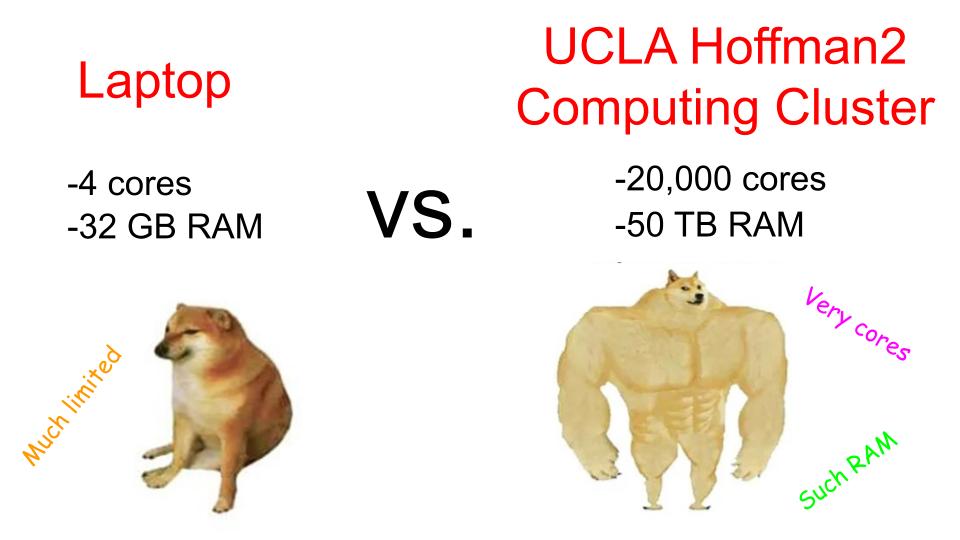 Laptop
-4 cores
-32 GB RAM
vs.
UCLA Hoffman2
Computing Cluster
-20,000 cores
-50 TB RAM
Much limited
Very cores
Such RAM